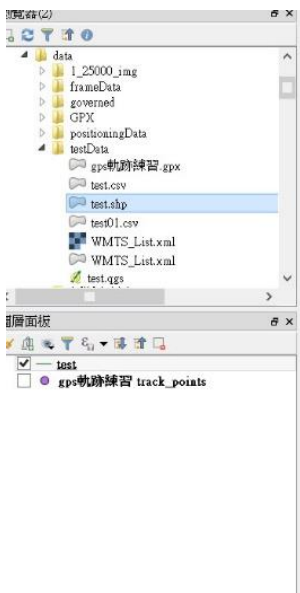 瀏覽器(2)
data
1_25000_img
frameData
governed
GPX
positioningData
testData
gps軌跡練習.gpx
test.csv
test.shp
test01.csv
WMTS_List.xml
WMTS_List.xml
test.qgs
圖層面板
test
gps軌跡練習 track_points